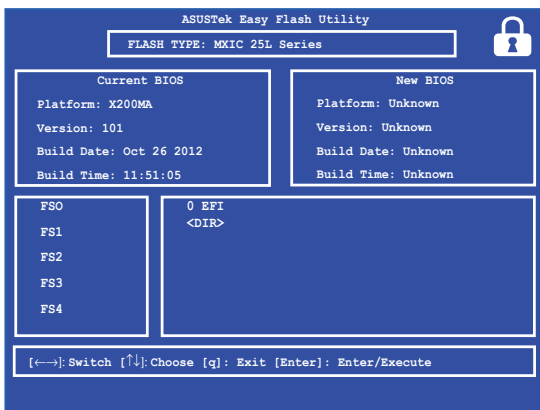 ASUSTek Easy Flash Utility
FLASH TYPE: MXIC 25L Series
Current BIOS
Platform: X200MA
Version: 101
Build Date: Oct 26 2012
Build Time: 11:51:05
New BIOS
Platform: Unknown
Version: Unknown
Build Date: Unknown
Build Time: Unknown
FSO
FS1
FS2
FS3
FS4
0 EFI
<DIR>
[←→]: Switch [↑↓]: Choose [q]: Exit [Enter]: Enter/Execute